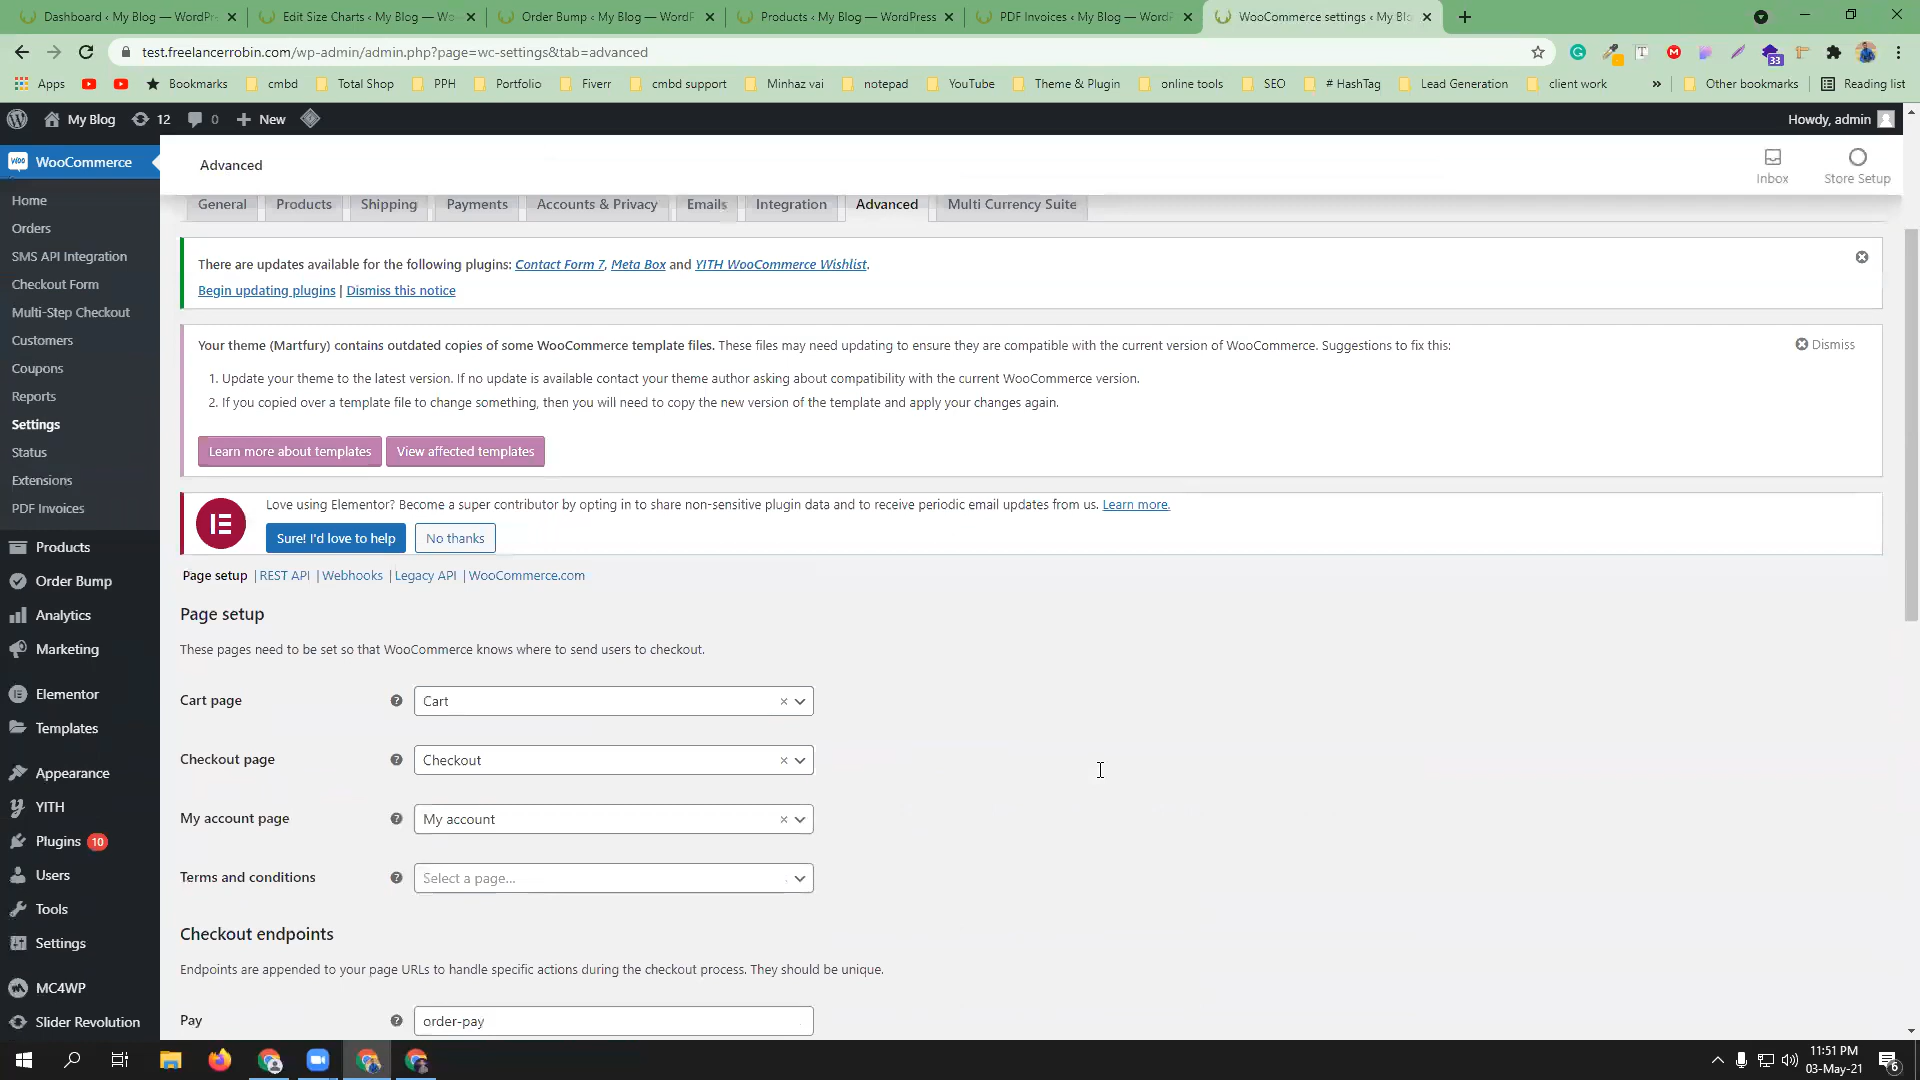 Dashboard ‹ My Blog — WordPr
Edit Size Charts ‹ My Blog — Wo
Order Bump ‹ My Blog — WordP
Products ‹ My Blog — WordPress
PDF Invoices ‹ My Blog — WordP
WooCommerce settings ‹ My Blo
test.freelancerrobin.com/wp-admin/admin.php?page=wc-settings&tab=advanced
33
Apps
Bookmarks
cmbd
Total Shop
PPH
Portfolio
Fiverr
cmbd support
Minhaz vai
notepad
YouTube
Theme & Plugin
online tools
SEO
# HashTag
Lead Generation
client work
»
Other bookmarks
Reading list
My Blog
12
0
New
Howdy, admin
WooCommerce
Home
Orders
SMS API Integration
Checkout Form
Multi-Step Checkout
Customers
Coupons
Reports
Settings
Status
Extensions
PDF Invoices
Products
Order Bump
Analytics
Marketing
Elementor
Templates
Appearance
YITH
Plugins 10
Users
Tools
Settings
MC4WP
Slider Revolution
Advanced
Inbox
Store Setup
General
Products
Shipping
Payments
Accounts & Privacy
Emails
Integration
Advanced
Multi Currency Suite
There are updates available for the following plugins: Contact Form 7, Meta Box and YITH WooCommerce Wishlist.
Begin updating plugins | Dismiss this notice
Your theme (Martfury) contains outdated copies of some WooCommerce template files. These files may need updating to ensure they are compatible with the current version of WooCommerce. Suggestions to fix this:
Dismiss
1. Update your theme to the latest version. If no update is available contact your theme author asking about compatibility with the current WooCommerce version.
2. If you copied over a template file to change something, then you will need to copy the new version of the template and apply your changes again.
Learn more about templates
View affected templates
Love using Elementor? Become a super contributor by opting in to share non-sensitive plugin data and to receive periodic email updates from us. Learn more.
Sure! I'd love to help
No thanks
Page setup | REST API | Webhooks | Legacy API | WooCommerce.com
Page setup
These pages need to be set so that WooCommerce knows where to send users to checkout.
Cart page
Cart
Checkout page
Checkout
My account page
My account
Terms and conditions
Select a page...
Checkout endpoints
Endpoints are appended to your page URLs to handle specific actions during the checkout process. They should be unique.
Pay
order-pay
11:51 PM
03-May-21
6